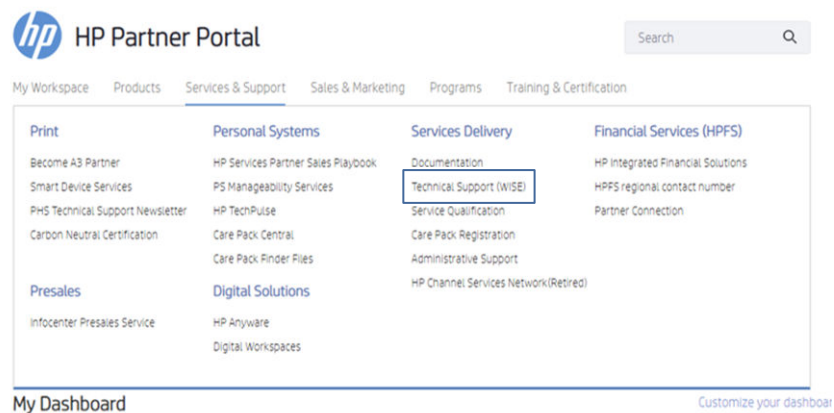 hp HP Partner Portal
Search
My Workspace Products Services & Support Sales & Marketing Programs Training & Certification
Print
Become A3 Partner
Smart Device Services
PHS Technical Support Newsletter
Carbon Neutral Certification
Presales
Infocenter Presales Service
Personal Systems
HP Services Partner Sales Playbook
PS Manageability Services
HP TechPulse
Care Pack Central
Care Pack Finder Files
Digital Solutions
HP Anyware
Digital Workspaces
Services Delivery
Documentation
Technical Support (WISE)
Service Qualification
Care Pack Registration
Administrative Support
HP Channel Services Network(Retired)
Financial Services (HPFS)
HP Integrated Financial Solutions
HPFS regional contact number
Partner Connection
My Dashboard
Customize your dashboar